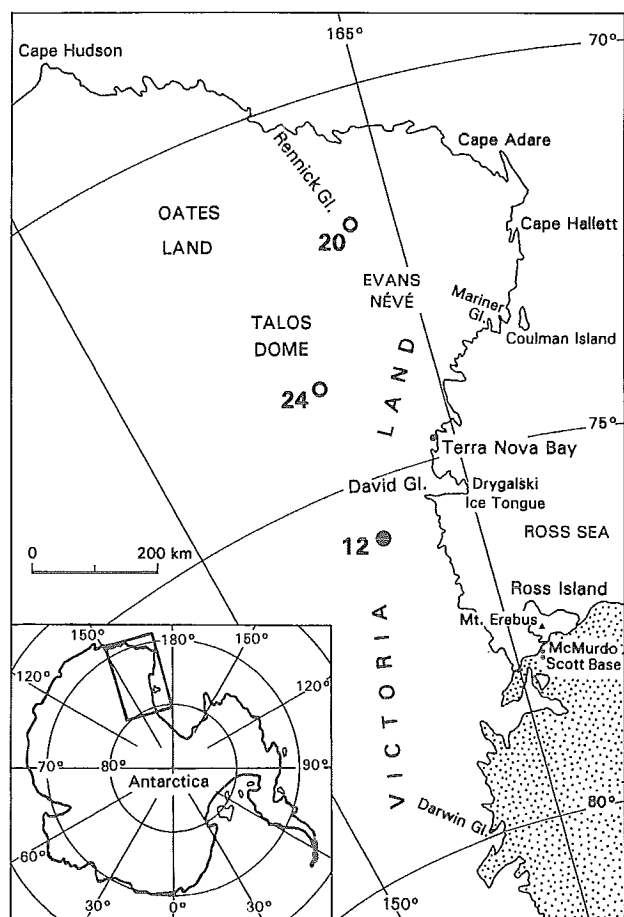 165°
70°
Cape Hudson
Cape Adare
Rennick Gl.
OATES
LAND
20
Cape Hallett
EVANS
NÉVÉ
Mariner
Gl.
Coulman Island
TALOS
DOME
LAND
24
75°
Terra Nova Bay
David Gl.
Drygalski
Ice Tongue
12
ROSS SEA
0
200 km
Ross Island
Mt. Erebus
McMurdo
Scott Base
VICTORIA
80°
Darwin Gl.
150°
150°
180°
150°
120°
120°
70°
80°
90°
Antarctica
60°
60°
30°
0°
30°